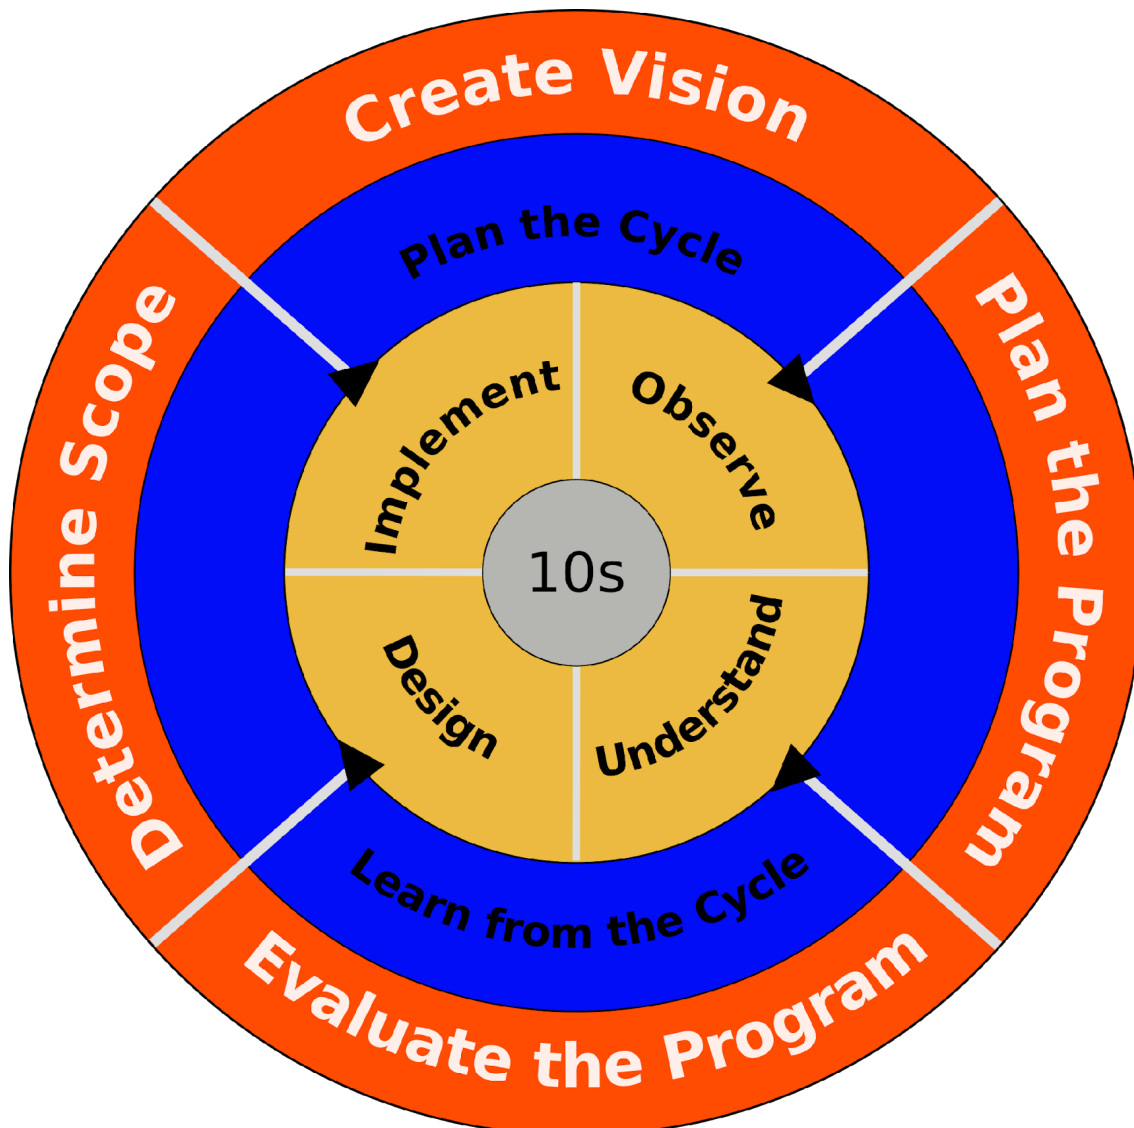 Create Vision
Plan the Program
Evaluate the Program
Determine Scope
Plan the Cycle
Learn from the Cycle
Implement
Observe
Understand
Design
10s